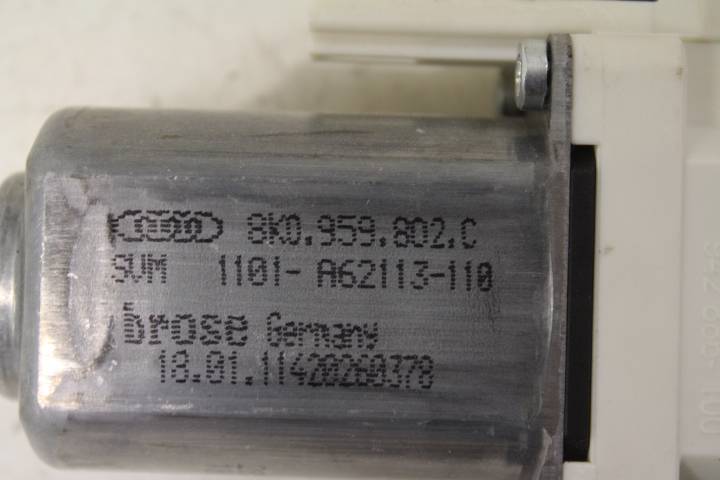 8K0.959.802.C
SVM 1101- A62113-110
brose Germany
18.01.11420260378